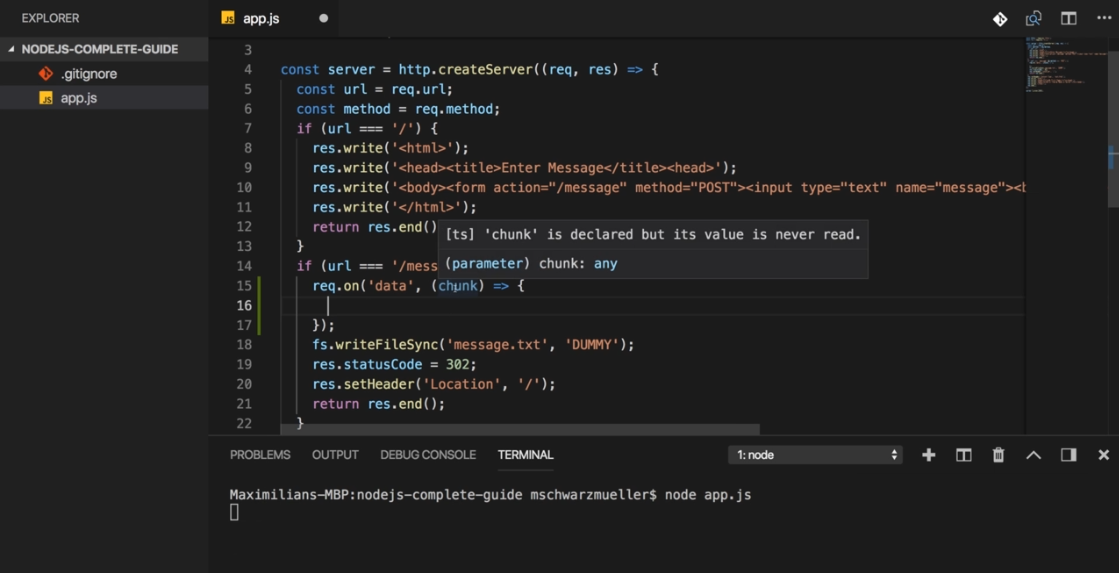 EXPLORER
JS app.js
NODEJS-COMPLETE-GUIDE
.gitignore
JS app.js
3
4 const server = http.createServer((req, res) => {
5 const url = req.url;
6 const method = req.method;
7 if (url === '/') {
8 res.write('<html>');
9 res.write('<head><title>Enter Message</title><head>');
10 res.write('<body><form action="/message" method="POST"><input type="text" name="message"><b
11 res.write('</html>');
12 return res.end()
[ts] 'chunk' is declared but its value is never read.
13 }
(parameter) chunk: any
14 if (url === '/mess
15 req.on('data', (chunk) => {
16
17 });
18 fs.writeFileSync('message.txt', 'DUMMY');
19 res.statusCode = 302;
20 res.setHeader('Location', '/');
21 return res.end();
22 }
PROBLEMS OUTPUT DEBUG CONSOLE TERMINAL 1: node
Maximilians-MBP:nodejs-complete-guide mschwarzmueller$ node app.js